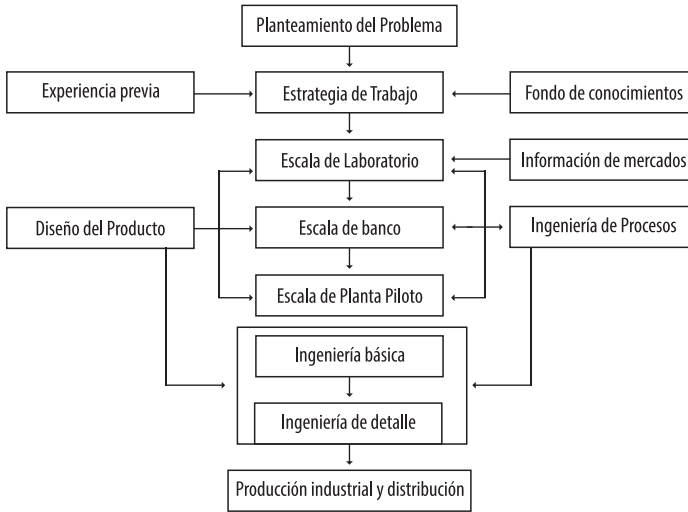 Planteamiento del Problema
Experiencia previa
Estrategia de Trabajo
Fondo de conocimientos
Escala de Laboratorio
Información de mercados
Diseño del Producto
Escala de banco
Ingeniería de Procesos
Escala de Planta Piloto
Ingeniería básica
Ingeniería de detalle
Producción industrial y distribución